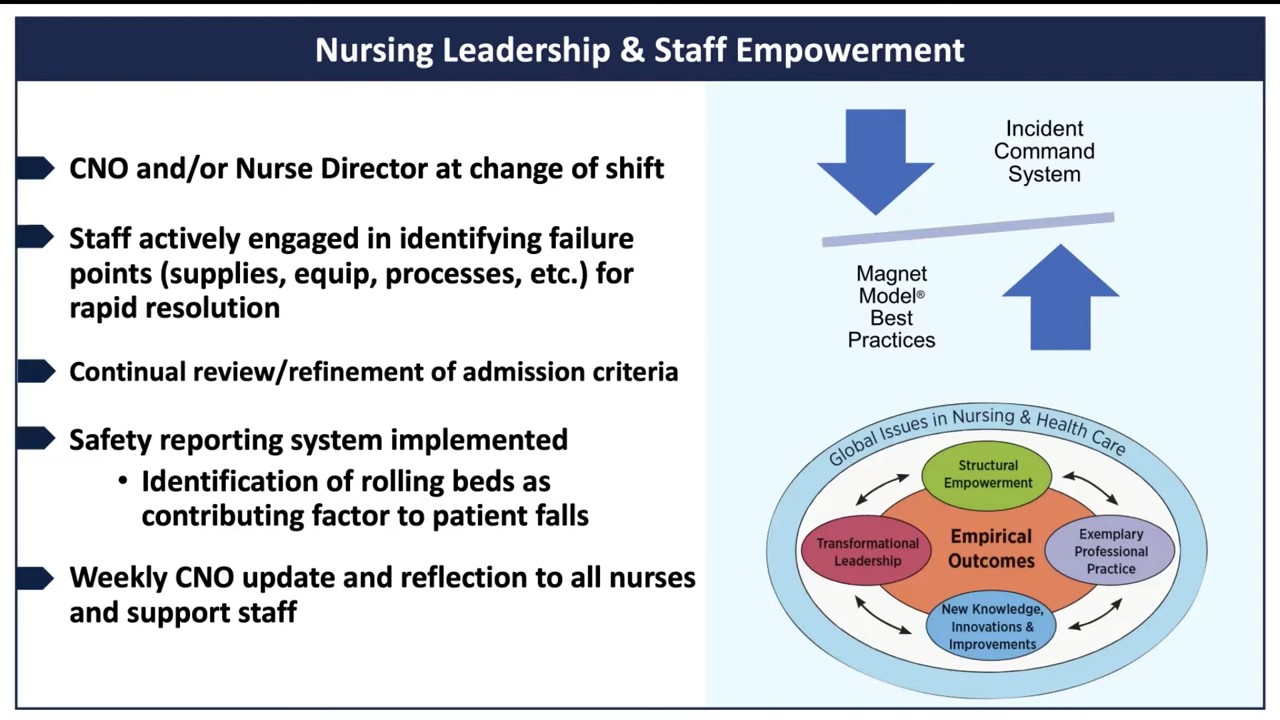 Nursing Leadership & Staff Empowerment
CNO and/or Nurse Director at change of shift
Staff actively engaged in identifying failure
points (supplies, equip, processes, etc.) for
rapid resolution
Continual review/refinement of admission criteria
Safety reporting system implemented
• Identification of rolling beds as
contributing factor to patient falls
Weekly CNO update and reflection to all nurses
and support staff
Incident
Command
System
Magnet
Model®
Best
Practices
Global Issues in Nursing & Health Care
Structural
Empowerment
Transformational
Leadership
Empirical
Outcomes
Exemplary
Professional
Practice
New Knowledge,
Innovations &
Improvements